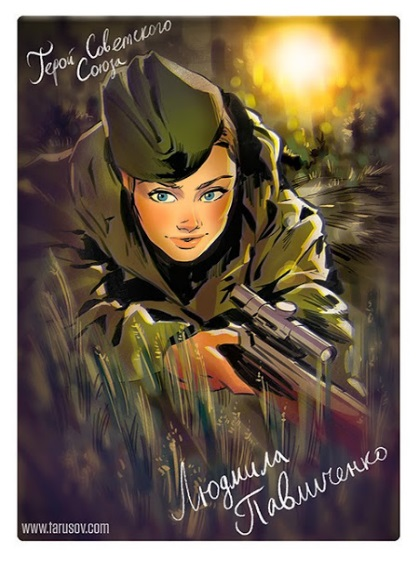 Герой Советского
Союза
Людмила
Павличенко
www.tarusov.com